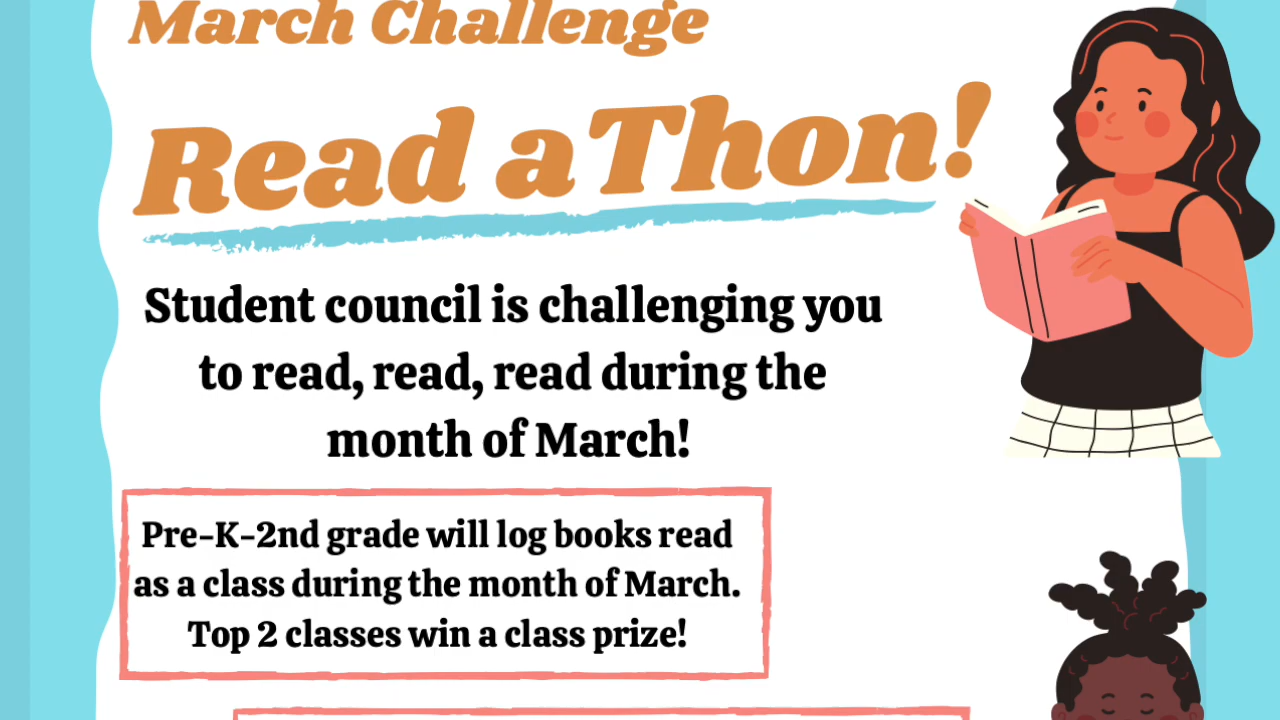 March Challenge
Read aThon!
Student council is challenging you
to read, read, read during the
month of March!
Pre-K-2nd grade will log books read
as a class during the month of March.
Top 2 classes win a class prize!